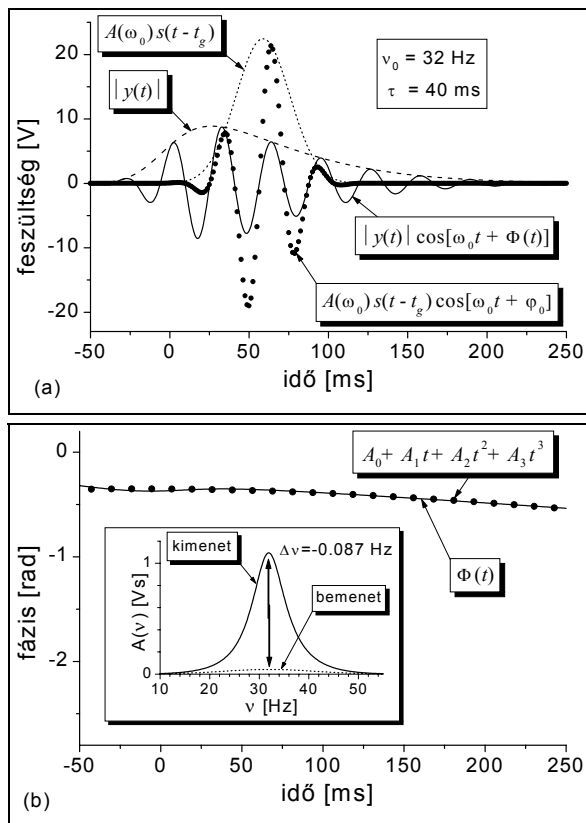 A(ω₀) s(t - t_g)
|y(t)|
ν₀ = 32 Hz
τ = 40 ms
20
10
0
-10
-20
feszültség [V]
|y(t)| cos[ω₀t + Φ(t)]
A(ω₀) s(t - t_g) cos[ω₀t + φ₀]
-50 0 50 100 150 200 250
(a)
idő [ms]
0
-1
-2
fázis [rad]
A₀ + A₁t + A₂t² + A₃t³
Φ(t)
kimenet
Δν=-0.087 Hz
bemenet
1
0
A(ν) [Vs]
10 20 30 40 50
ν [Hz]
-50 0 50 100 150 200 250
(b)
idő [ms]